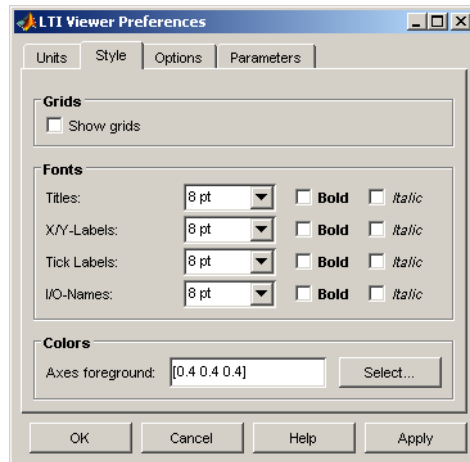 LTI Viewer Preferences
Units Style Options Parameters
Grids
Show grids
Fonts
Titles: 8 pt Bold Italic
X/Y-Labels: 8 pt Bold Italic
Tick Labels: 8 pt Bold Italic
I/O-Names: 8 pt Bold Italic
Colors
Axes foreground: [0.4 0.4 0.4] Select...
OK Cancel Help Apply